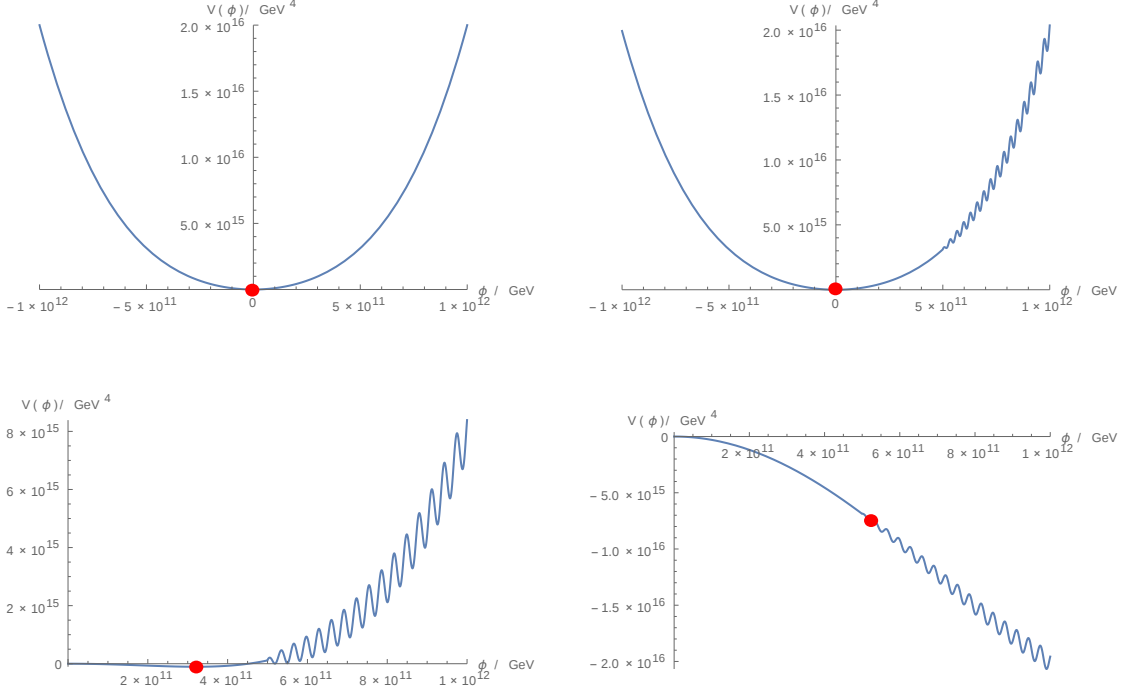 V ( ϕ ) / GeV 4
2.0 × 10^16
1.5 × 10^16
1.0 × 10^16
5.0 × 10^15
− 1 × 10^12
− 5 × 10^11
0
5 × 10^11
1 × 10^12
ϕ / GeV
V ( ϕ ) / GeV 4
2.0 × 10^16
1.5 × 10^16
1.0 × 10^16
5.0 × 10^15
− 1 × 10^12
− 5 × 10^11
0
5 × 10^11
1 × 10^12
ϕ / GeV
V ( ϕ ) / GeV 4
8 × 10^15
6 × 10^15
4 × 10^15
2 × 10^15
0
2 × 10^11
4 × 10^11
6 × 10^11
8 × 10^11
1 × 10^12
ϕ / GeV
V ( ϕ ) / GeV 4
0
2 × 10^11
4 × 10^11
6 × 10^11
8 × 10^11
1 × 10^12
ϕ / GeV
− 5.0 × 10^15
− 1.0 × 10^16
− 1.5 × 10^16
− 2.0 × 10^16